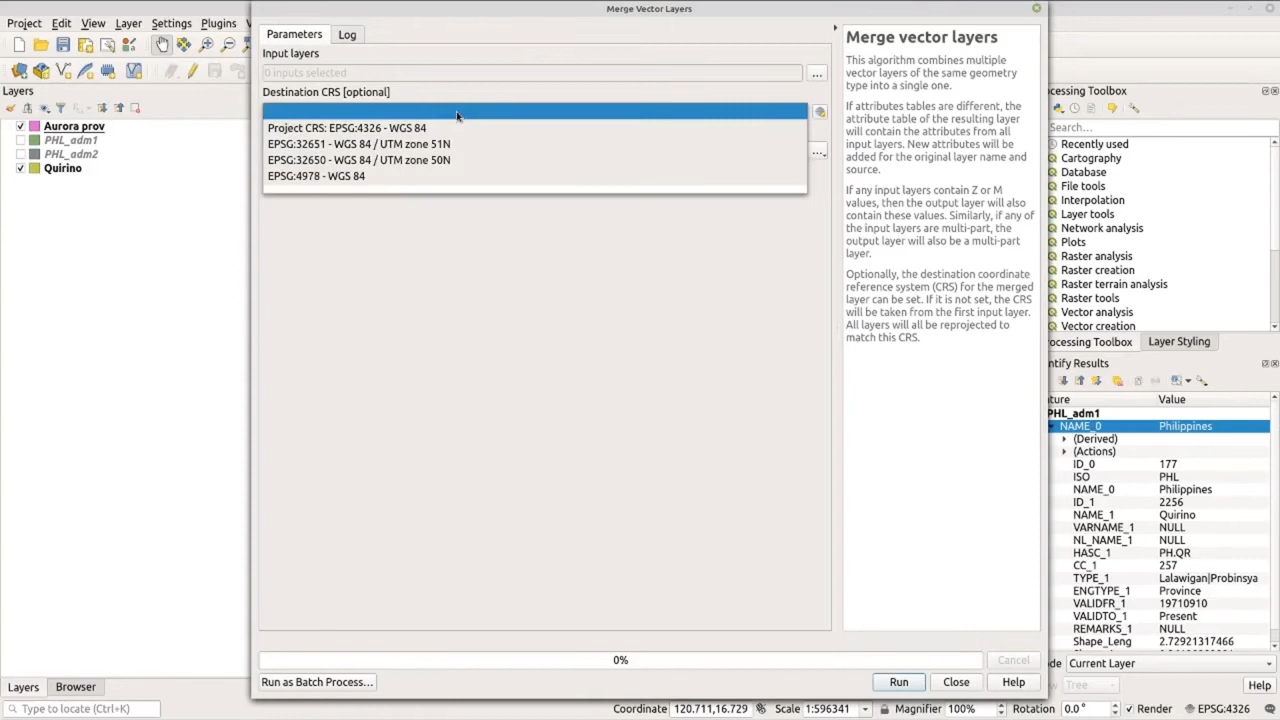 Merge Vector Layers
Project Edit View Layer Settings Plugins
Layers
Aurora prov
PHL_adm1
PHL_adm2
Quirino
Parameters Log
Input layers
0 inputs selected
...
Destination CRS [optional]
Project CRS: EPSG:4326 - WGS 84
EPSG:32651 - WGS 84 / UTM zone 51N
EPSG:32650 - WGS 84 / UTM zone 50N
EPSG:4978 - WGS 84
...
Merge vector layers
This algorithm combines multiple
vector layers of the same geometry
type into a single one.
If attributes tables are different, the
attribute table of the resulting layer
will contain the attributes from all
input layers. New attributes will be
added for the original layer name and
source.
If any input layers contain Z or M
values, then the output layer will also
contain these values. Similarly, if any of
the input layers are multi-part, the
output layer will also be a multi-part
layer.
Optionally, the destination coordinate
reference system (CRS) for the merged
layer can be set. If it is not set, the CRS
will be taken from the first input layer.
All layers will all be reprojected to
match this CRS.
ocessing Toolbox
Search...
Recently used
Cartography
Database
File tools
Interpolation
Layer tools
Network analysis
Plots
Raster analysis
Raster creation
Raster terrain analysis
Raster tools
Vector analysis
Vector creation
ocessing Toolbox Layer Styling
ntify Results
ture Value
PHL_adm1
NAME_0 Philippines
(Derived)
(Actions)
ID_0 177
ISO PHL
NAME_0 Philippines
ID_1 2256
NAME_1 Quirino
VARNAME_1 NULL
NL_NAME_1 NULL
HASC_1 PH.QR
CC_1 257
TYPE_1 Lalawigan|Probinsya
ENGTYPE_1 Province
VALIDFR_1 19710910
VALIDTO_1 Present
REMARKS_1 NULL
Shape_Leng 2.72921317466
de Current Layer
Tree
Help
0% Cancel
Run as Batch Process... Run Close Help
Layers Browser
Type to locate (Ctrl+K) Coordinate 120.711,16.729 Scale 1:596341 Magnifier 100% Rotation 0.0° Render EPSG:4326